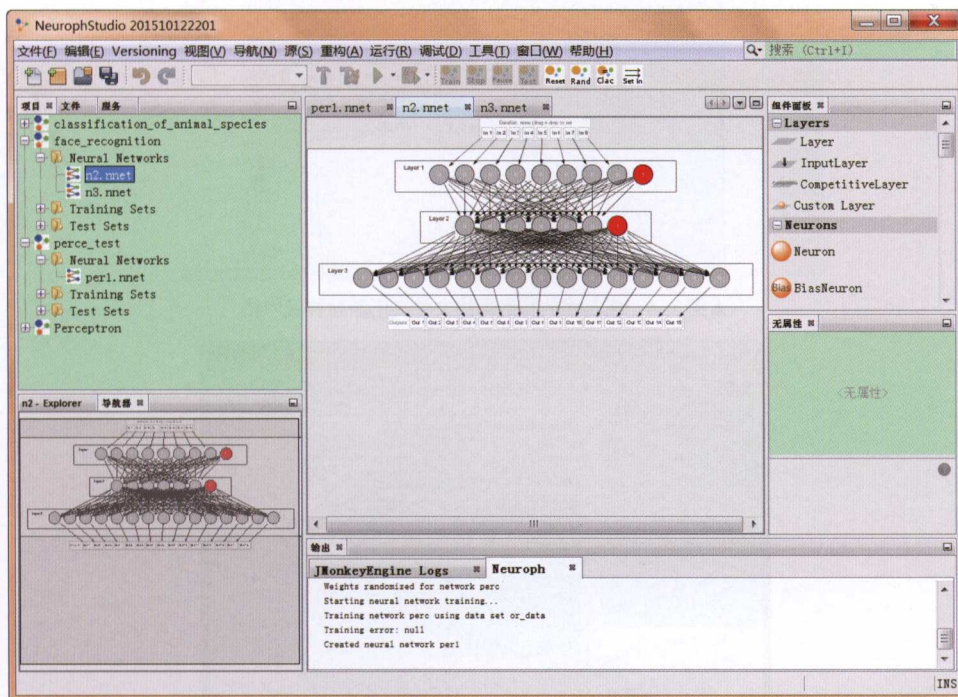 NeurophStudio 201510122201
文件(F) 编辑(E) Versioning 视图(V) 导航(N) 源(S) 重构(A) 运行(R) 调试(D) 工具(T) 窗口(W) 帮助(H)
搜索 (Ctrl+I)
Train Stop Pause Test Reset Rand Clac Set In
项目 文件 服务
classification_of_animal_species
face_recognition
Neural Networks
n2.nnet
n3.nnet
Training Sets
Test Sets
perce_test
Neural Networks
per1.nnet
Training Sets
Test Sets
Perceptron
per1.nnet n2.nnet n3.nnet
Layer 1
Layer 2
Layer 3
组件面板
Layers
Layer
InputLayer
CompetitiveLayer
Custom Layer
Neurons
Neuron
Bias BiasNeuron
无属性
<无属性>
n2 - Explorer 导航器
输出
JMonkeyEngine Logs Neuroph
Weights randomized for network perc
Starting neural network training...
Training network perc using data set or_data
Training error: null
Created neural network per1
INS